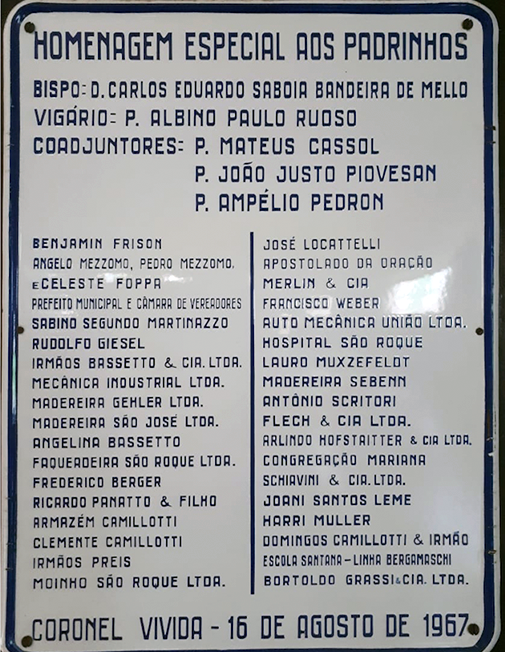 HOMENAGEM ESPECIAL AOS PADRINHOS
BISPO: D. CARLOS EDUARDO SABOIA BANDEIRA DE MELLO
VIGÁRIO: P. ALBINO PAULO RUOSO
COADJUNTORES: P. MATEUS CASSOL
P. JOÃO JUSTO PIOVESAN
P. AMPÉLIO PEDRON
BENJAMIN FRISON
ANGELO MEZZOMO, PEDRO MEZZOMO,
E CELESTE FOPPA
PREFEITO MUNICIPAL E CÂMARA DE VEREADORES
SABINO SEGUNDO MARTINAZZO
RUDOLFO GIESEL
IRMÃOS BASSETTO & CIA. LTDA.
MECÂNICA INDUSTRIAL LTDA.
MADEREIRA GEHLER LTDA.
MADEREIRA SÃO JOSÉ LTDA.
ANGELINA BASSETTO
FAQUEADEIRA SÃO ROQUE LTDA.
FREDERICO BERGER
RICARDO PANATTO & FILHO
ARMAZÉM CAMILLOTTI
CLEMENTE CAMILLOTTI
IRMÃOS PREIS
MOINHO SÃO ROQUE LTDA.
JOSÉ LOCATTELLI
APOSTOLADO DA ORAÇÃO
MERLIN & CIA
FRANCISCO WEBER
AUTO MECÂNICA UNIÃO LTDA.
HOSPITAL SÃO ROQUE
LAURO MUXZEFELDT
MADEREIRA SEBENN
ANTÔNIO SCRITORI
FLECH & CIA LTDA.
ARLINDO HOFSTAITTER & CIA LTDA.
CONGREGAÇÃO MARIANA
SCHIAVINI & CIA. LTDA.
JOANI SANTOS LEME
HARRI MULLER
DOMINGOS CAMILLOTTI & IRMÃO
ESCOLA SANTANA - LINHA BERGAMASCHI
BORTOLDO GRASSI & CIA. LTDA.
CORONEL VIVIDA - 16 DE AGOSTO DE 1967